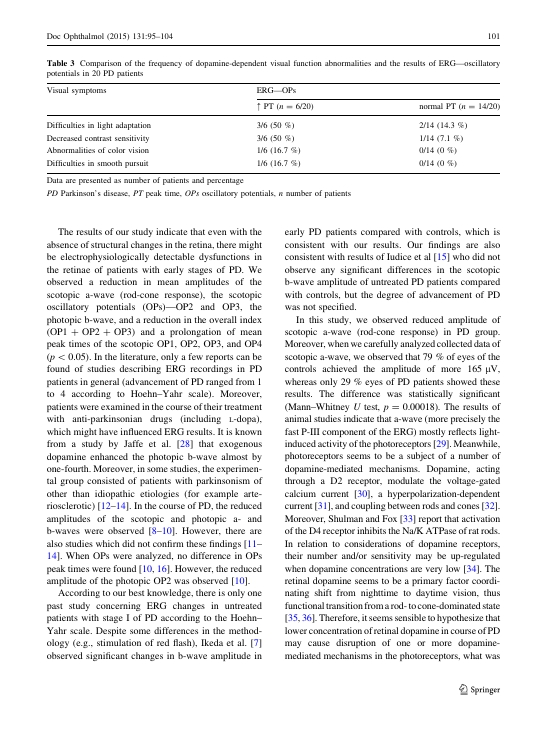 Doc Ophthalmol (2015) 131:95–104
101
Table 3 Comparison of the frequency of dopamine-dependent visual function abnormalities and the results of ERG—oscillatory
potentials in 20 PD patients
Visual symptoms
ERG—OPs
↑ PT (n = 6/20)
normal PT (n = 14/20)
Difficulties in light adaptation
3/6 (50 %)
2/14 (14.3 %)
Decreased contrast sensitivity
3/6 (50 %)
1/14 (7.1 %)
Abnormalities of color vision
1/6 (16.7 %)
0/14 (0 %)
Difficulties in smooth pursuit
1/6 (16.7 %)
0/14 (0 %)
Data are presented as number of patients and percentage
PD Parkinson's disease, PT peak time, OPs oscillatory potentials, n number of patients
The results of our study indicate that even with the
absence of structural changes in the retina, there might
be electrophysiologically detectable dysfunctions in
the retinae of patients with early stages of PD. We
observed a reduction in mean amplitudes of the
scotopic a-wave (rod-cone response), the scotopic
oscillatory potentials (OPs)—OP2 and OP3, the
photopic b-wave, and a reduction in the overall index
(OP1 + OP2 + OP3) and a prolongation of mean
peak times of the scotopic OP1, OP2, OP3, and OP4
(p < 0.05). In the literature, only a few reports can be
found of studies describing ERG recordings in PD
patients in general (advancement of PD ranged from 1
to 4 according to Hoehn–Yahr scale). Moreover,
patients were examined in the course of their treatment
with anti-parkinsonian drugs (including L-dopa),
which might have influenced ERG results. It is known
from a study by Jaffe et al. [28] that exogenous
dopamine enhanced the photopic b-wave almost by
one-fourth. Moreover, in some studies, the experimen-
tal group consisted of patients with parkinsonism of
other than idiopathic etiologies (for example arte-
riosclerotic) [12–14]. In the course of PD, the reduced
amplitudes of the scotopic and photopic a- and
b-waves were observed [8–10]. However, there are
also studies which did not confirm these findings [11–
14]. When OPs were analyzed, no difference in OPs
peak times were found [10, 16]. However, the reduced
amplitude of the photopic OP2 was observed [10].
According to our best knowledge, there is only one
past study concerning ERG changes in untreated
patients with stage I of PD according to the Hoehn–
Yahr scale. Despite some differences in the method-
ology (e.g., stimulation of red flash), Ikeda et al. [7]
observed significant changes in b-wave amplitude in
early PD patients compared with controls, which is
consistent with our results. Our findings are also
consistent with results of Iudice et al [15] who did not
observe any significant differences in the scotopic
b-wave amplitude of untreated PD patients compared
with controls, but the degree of advancement of PD
was not specified.
In this study, we observed reduced amplitude of
scotopic a-wave (rod-cone response) in PD group.
Moreover, when we carefully analyzed collected data of
scotopic a-wave, we observed that 79 % of eyes of the
controls achieved the amplitude of more 165 μV,
whereas only 29 % eyes of PD patients showed these
results. The difference was statistically significant
(Mann–Whitney U test, p = 0.00018). The results of
animal studies indicate that a-wave (more precisely the
fast P-III component of the ERG) mostly reflects light-
induced activity of the photoreceptors [29]. Meanwhile,
photoreceptors seems to be a subject of a number of
dopamine-mediated mechanisms. Dopamine, acting
through a D2 receptor, modulate the voltage-gated
calcium current [30], a hyperpolarization-dependent
current [31], and coupling between rods and cones [32].
Moreover, Shulman and Fox [33] report that activation
of the D4 receptor inhibits the Na/K ATPase of rat rods.
In relation to considerations of dopamine receptors,
their number and/or sensitivity may be up-regulated
when dopamine concentrations are very low [34]. The
retinal dopamine seems to be a primary factor coordi-
nating shift from nighttime to daytime vision, thus
functional transition from a rod- to cone-dominated state
[35, 36]. Therefore, it seems sensible to hypothesize that
lower concentration of retinal dopamine in course of PD
may cause disruption of one or more dopamine-
mediated mechanisms in the photoreceptors, what was
Springer